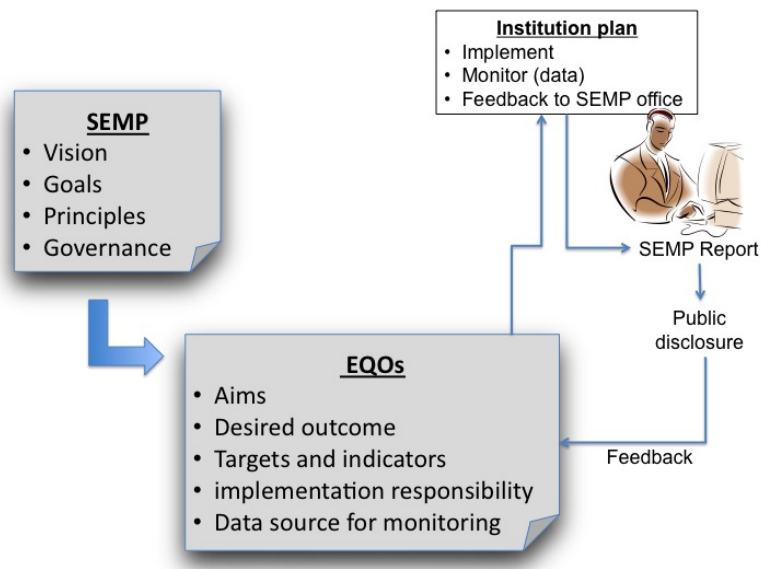 Institution plan
• Implement
• Monitor (data)
• Feedback to SEMP office
SEMP
• Vision
• Goals
• Principles
• Governance
SEMP Report
Public
disclosure
EQOs
• Aims
• Desired outcome
• Targets and indicators
• implementation responsibility
• Data source for monitoring
Feedback